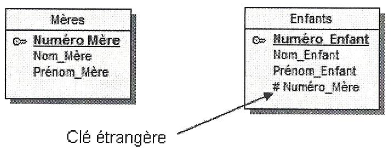 Mères
Numéro Mère
Nom_Mère
Prénom_Mère
Enfants
Numéro_Enfant
Nom_Enfant
Prénom_Enfant
# Numéro_Mère
Clé étrangère